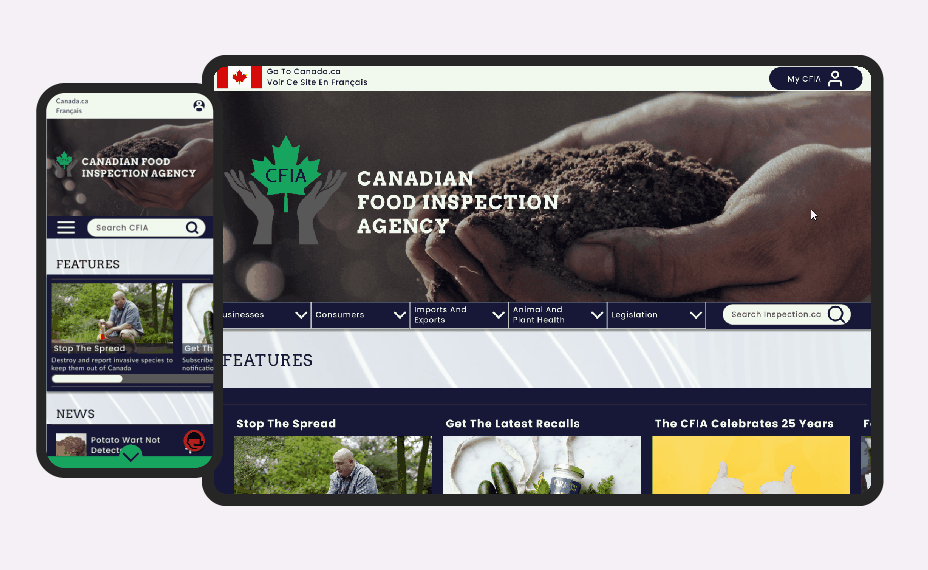 Canada.ca
Français
CANADIAN FOOD
INSPECTION AGENCY
Search CFIA
FEATURES
Stop The Spread
Get Th
Destroy and report invasive species to
keep them out of Canada
Subscribe
notificatio
NEWS
Potato Wart Not
Detect
Go To Canada.ca
Voir Ce Site En Français
My CFIA
CFIA
CANADIAN
FOOD INSPECTION
AGENCY
usinesses
Consumers
Imports And
Exports
Animal And
Plant Health
Legislation
Search inspection.ca
FEATURES
Stop The Spread
Get The Latest Recalls
The CFIA Celebrates 25 Years